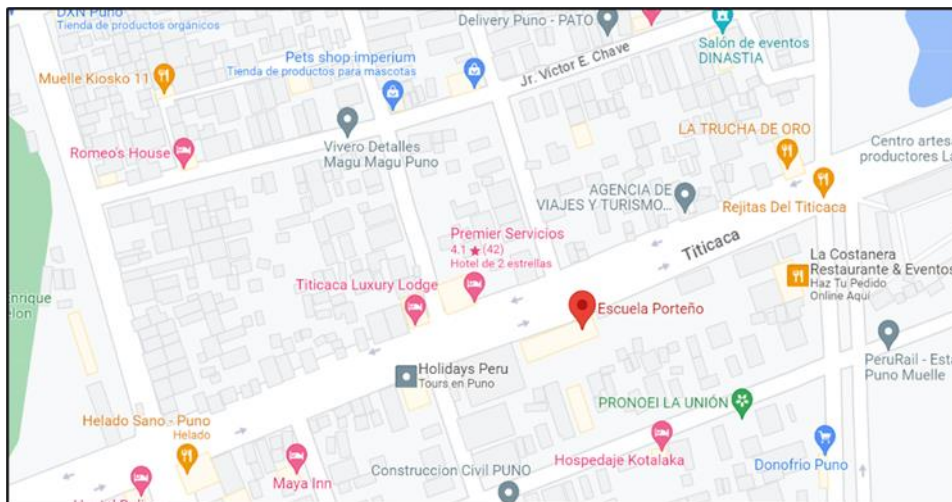 DXN Puno
Tienda de productos orgánicos
Delivery Puno - PATO
Salón de eventos
DINASTIA
Jr. Victor E. Chave
Pets shop imperium
Tienda de productos para mascotas
Muelle Kiosko 11
Romeo's House
Vivero Detalles
Magu Magu Puno
LA TRUCHA DE ORO
Centro artes
productores La
AGENCIA DE
VIAJES Y TURISMO...
Rejitas Del Titicaca
Titicaca
Premier Servicios
4.1 ★ (42)
Hotel de 2 estrellas
La Costanera
Restaurante & Eventos
Haz Tu Pedido
Online Aqui
Titicaca Luxury Lodge
Escuela Porteño
enrique
elon
Holidays Peru
Tours en Puno
PeruRail - Esta
Puno Muelle
PRONOEI LA UNIÓN
Helado Sano - Puno
Helado
Maya Inn
Construccion Civil PUNO
Hospedaje Kotalaka
Donofrio Puno